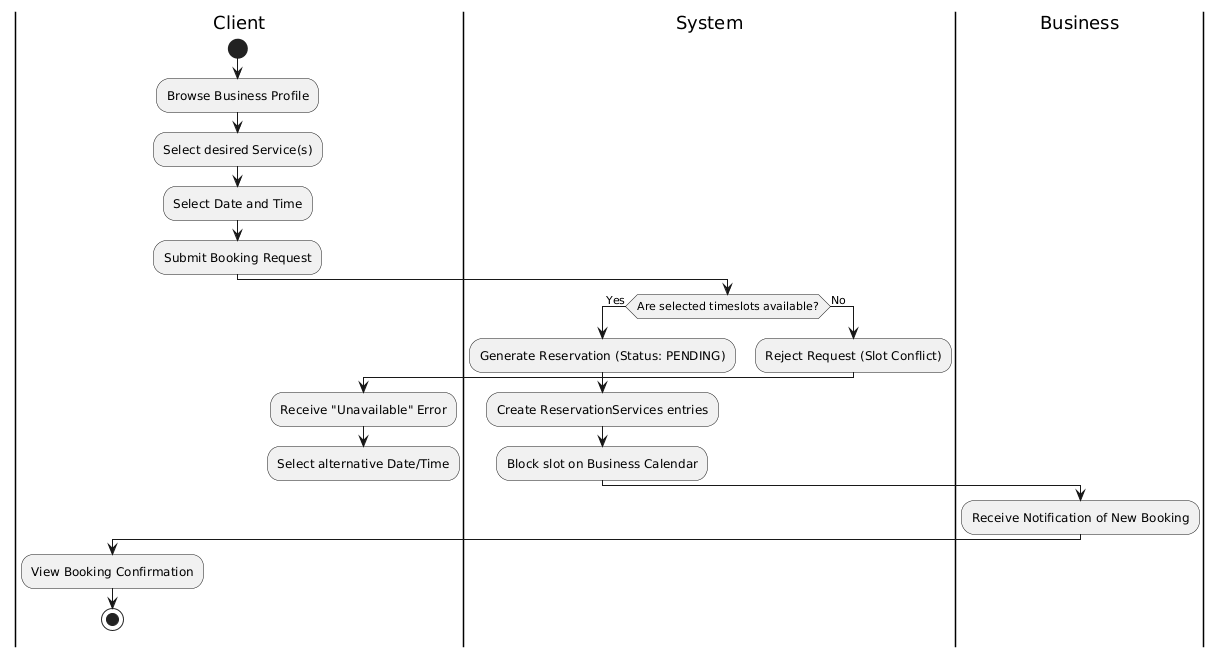 Client
System
Business
Browse Business Profile
Select desired Service(s)
Select Date and Time
Submit Booking Request
Yes
Are selected timeslots available?
No
Generate Reservation (Status: PENDING)
Reject Request (Slot Conflict)
Receive "Unavailable" Error
Create ReservationServices entries
Select alternative Date/Time
Block slot on Business Calendar
Receive Notification of New Booking
View Booking Confirmation